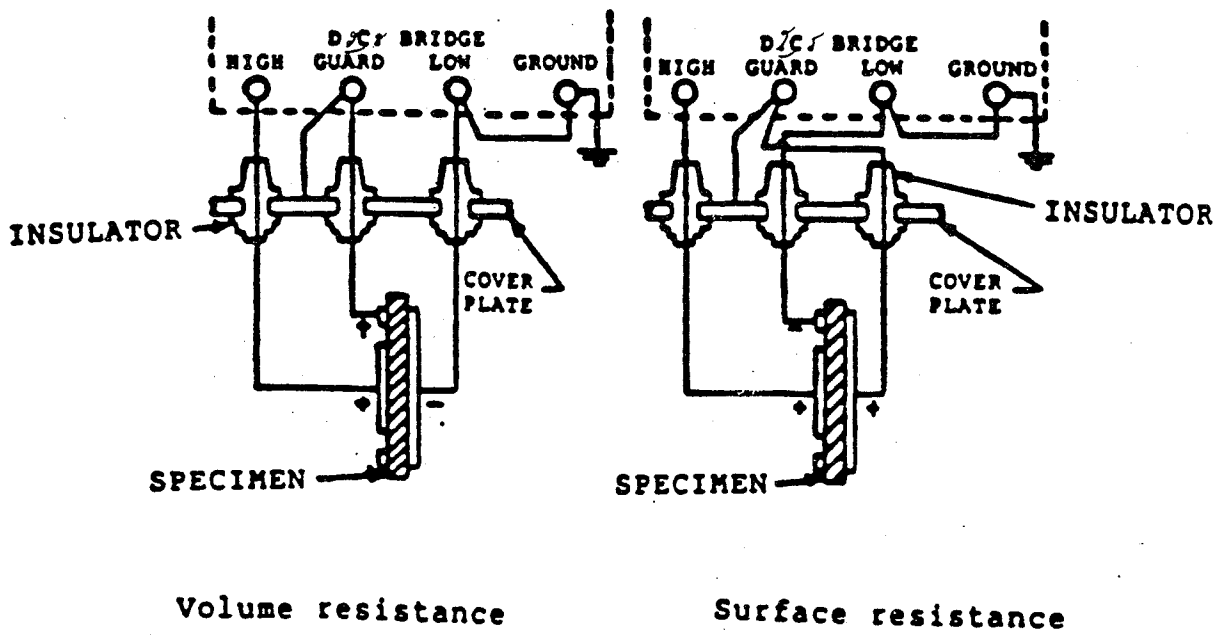 D.C. BRIDGE
HIGH GUARD LOW GROUND
INSULATOR
COVER
PLATE
+
+ -
SPECIMEN
Volume resistance
D.C. BRIDGE
HIGH GUARD LOW GROUND
INSULATOR
COVER
PLATE
-
+ +
SPECIMEN
Surface resistance